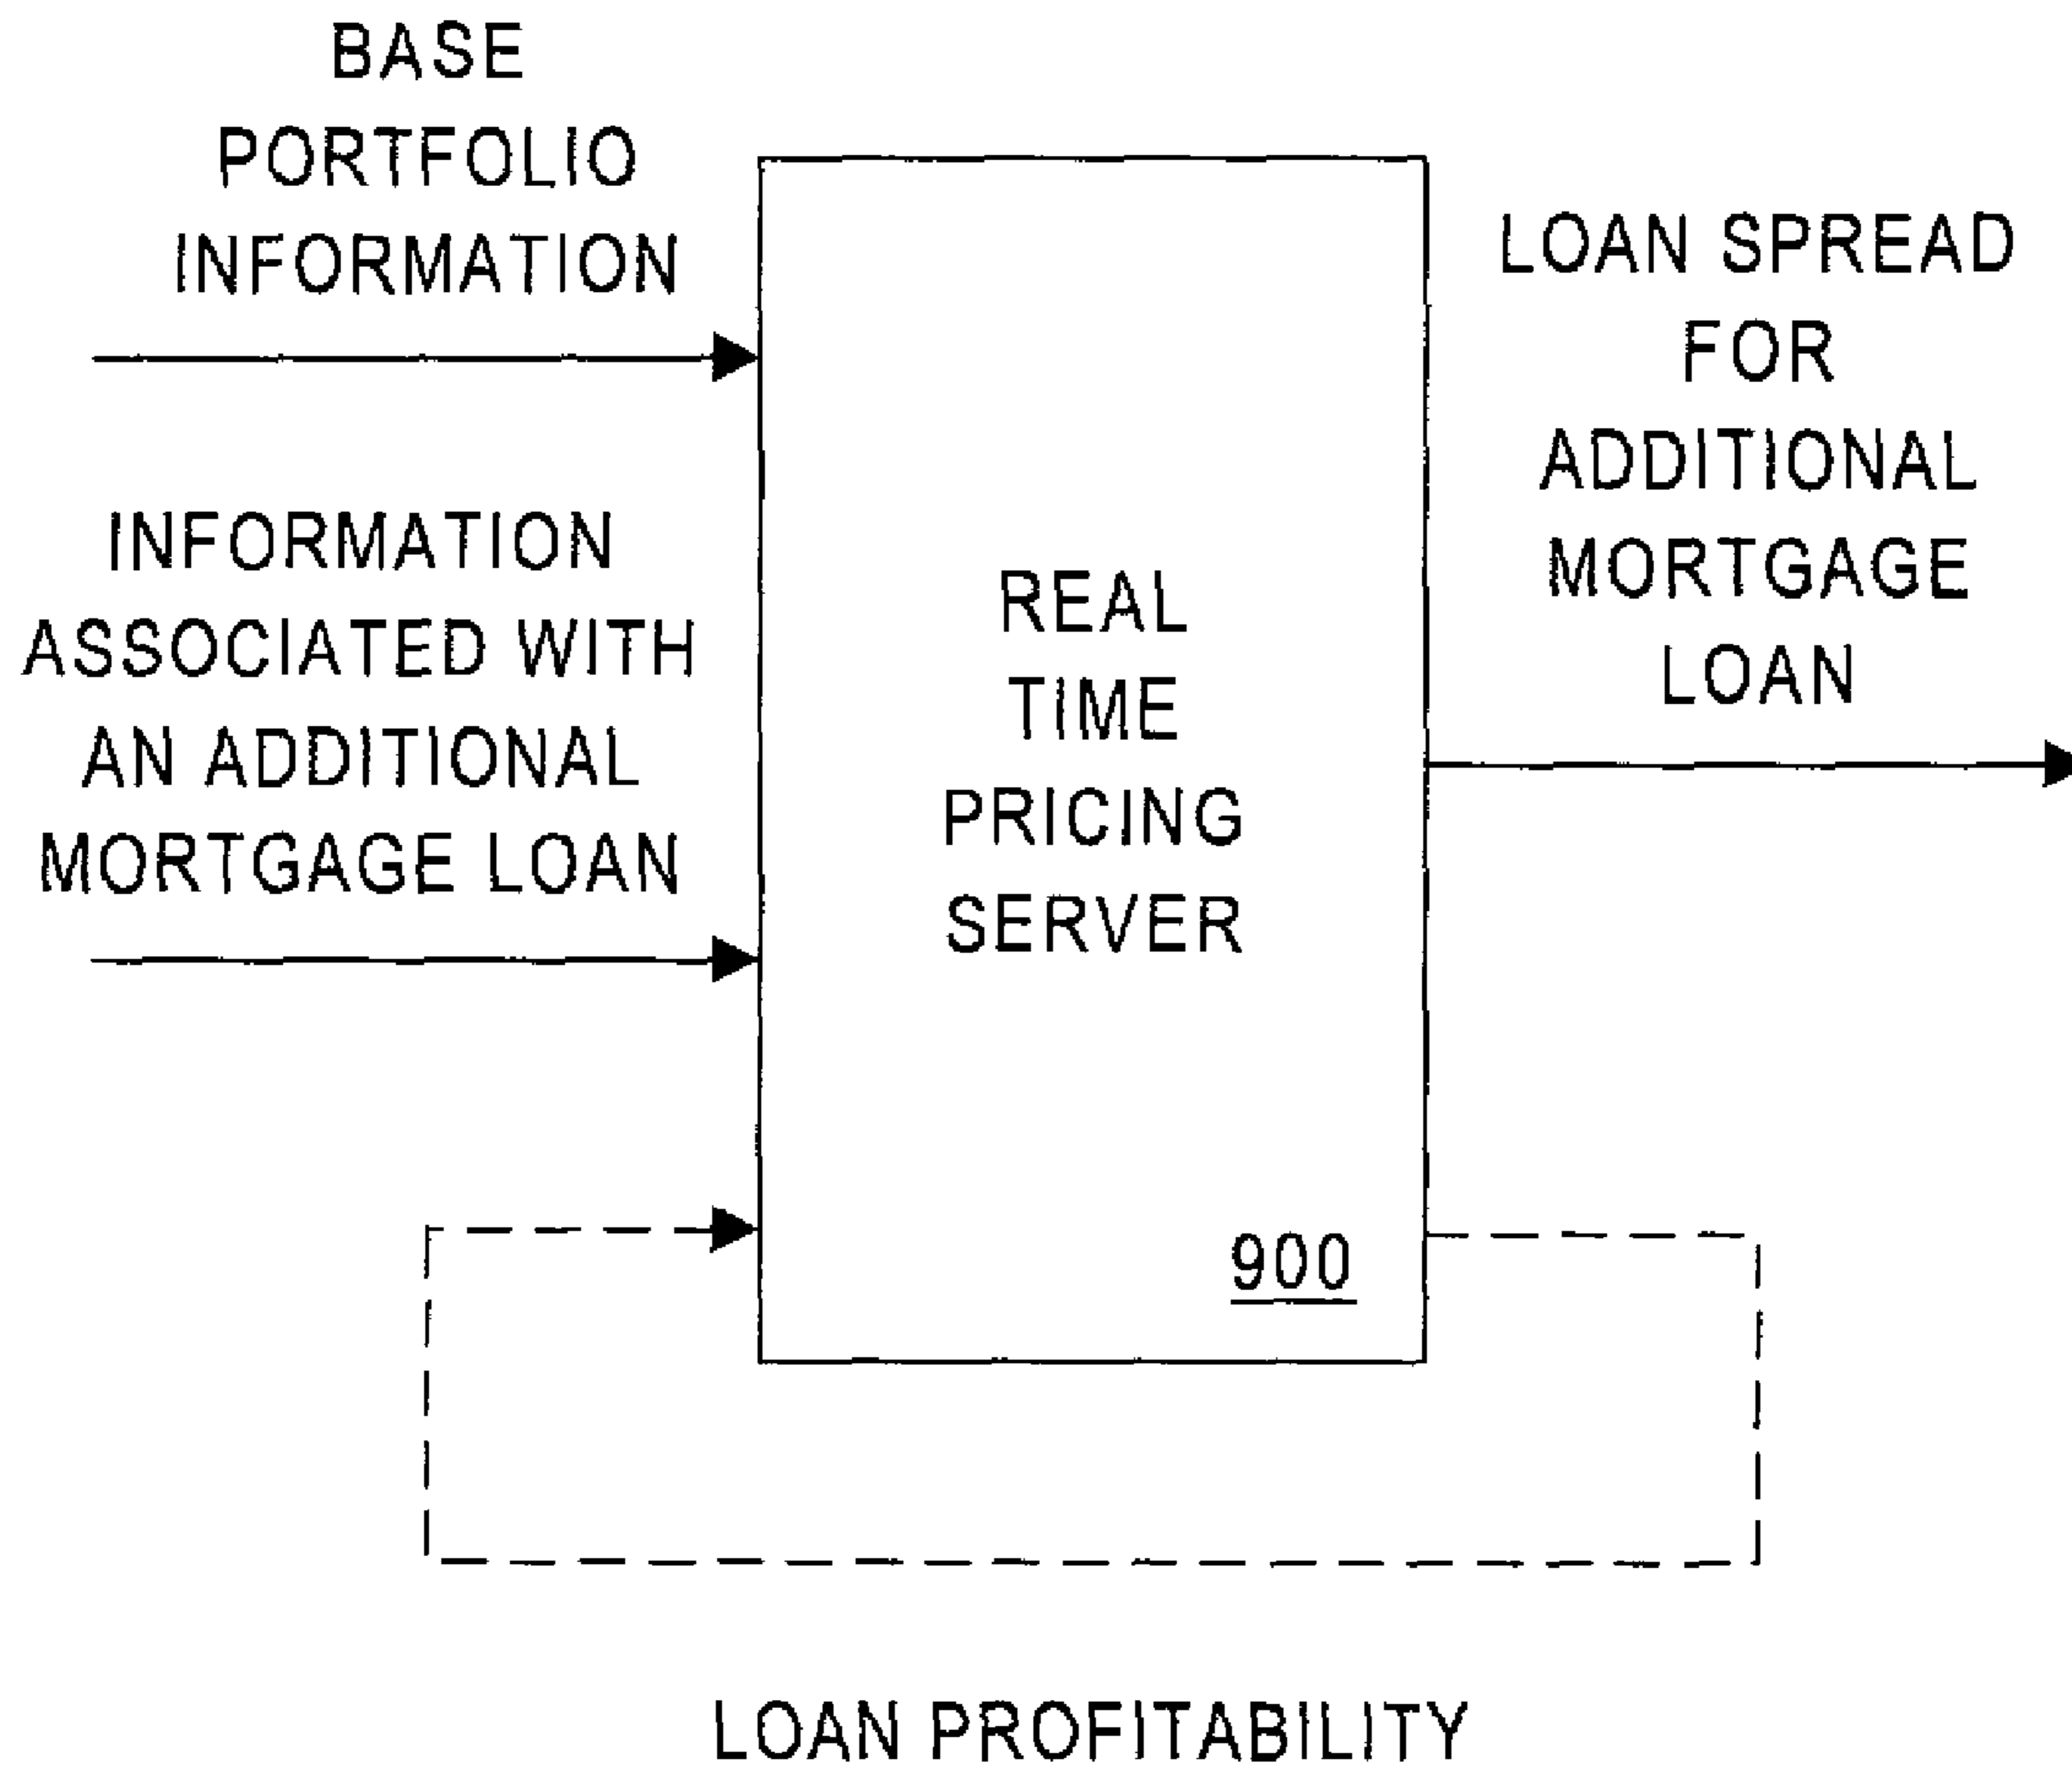 BASE
PORTFOLIO
INFORMATION
INFORMATION
ASSOCIATED WITH
AN ADDITIONAL
MORTGAGE LOAN
REAL
TIME
PRICING
SERVER
900
LOAN SPREAD
FOR
ADDITIONAL
MORTGAGE
LOAN
LOAN PROFITABILITY